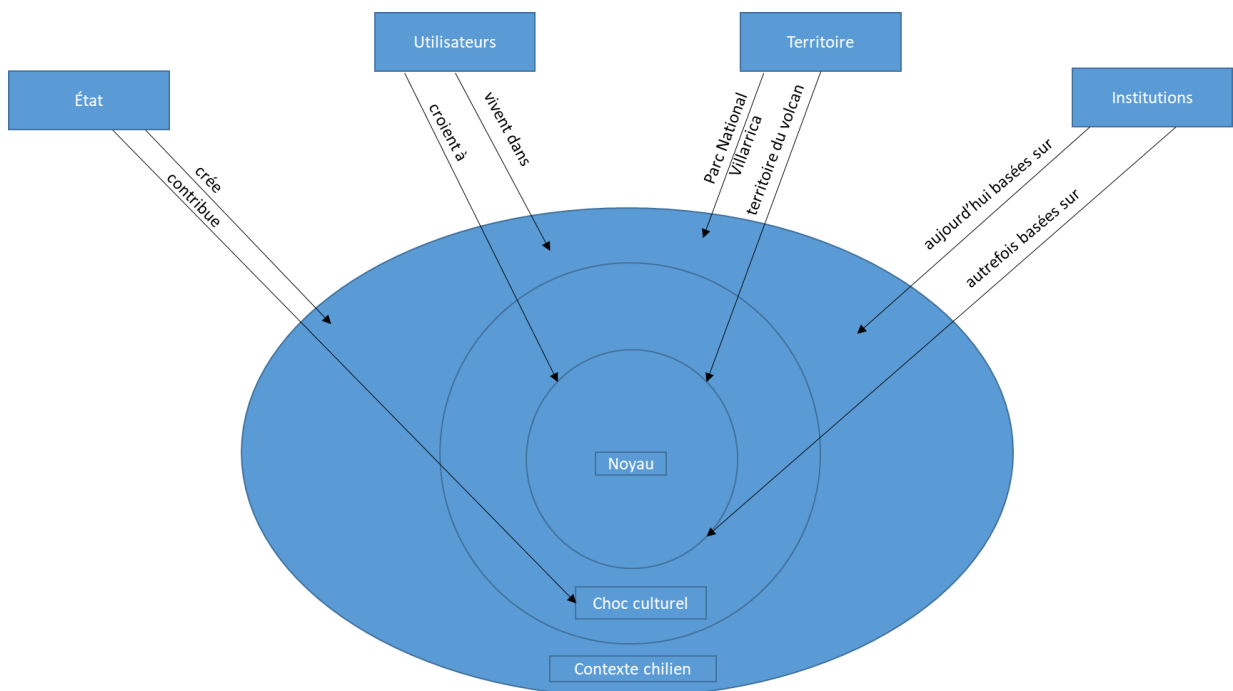 Utilisateurs
Territoire
État
Institutions
crée
contribue
croient à
vivent dans
Parc National
Villarrica
territoire du volcan
aujourd'hui basées sur
autrefois basées sur
Noyau
Choc culturel
Contexte chilien